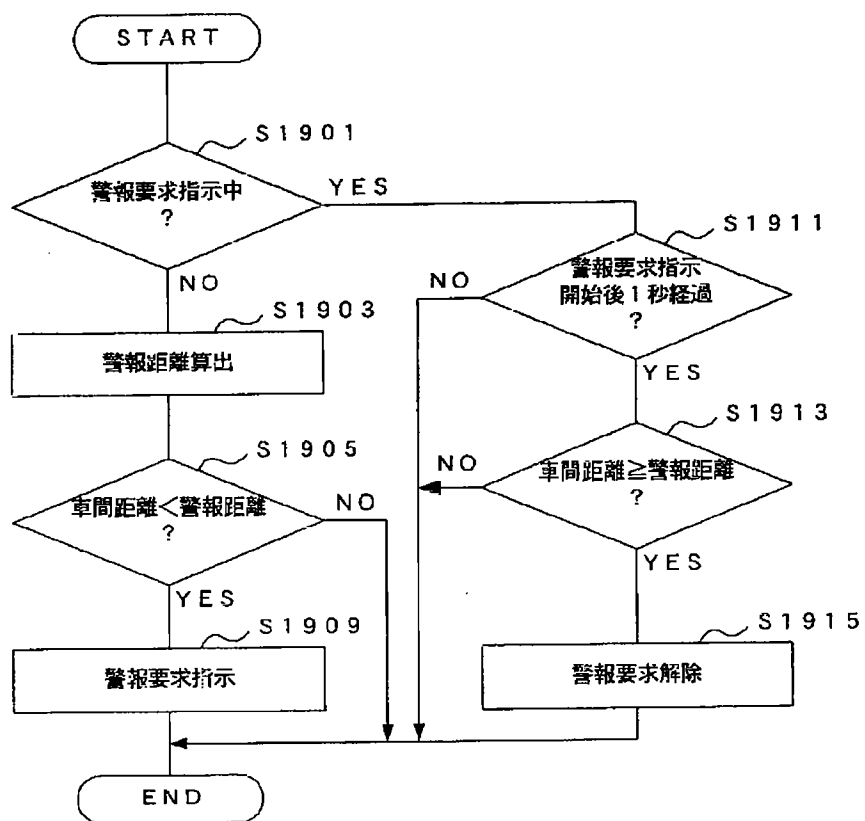 START
S1901
警報要求指示中
?
YES
NO
S1903
警報距離算出
S1905
車間距離<警報距離
?
NO
YES
S1909
警報要求指示
S1911
警報要求指示
開始後1秒経過
?
NO
YES
S1913
車間距離≧警報距離
?
NO
YES
S1915
警報要求解除
END